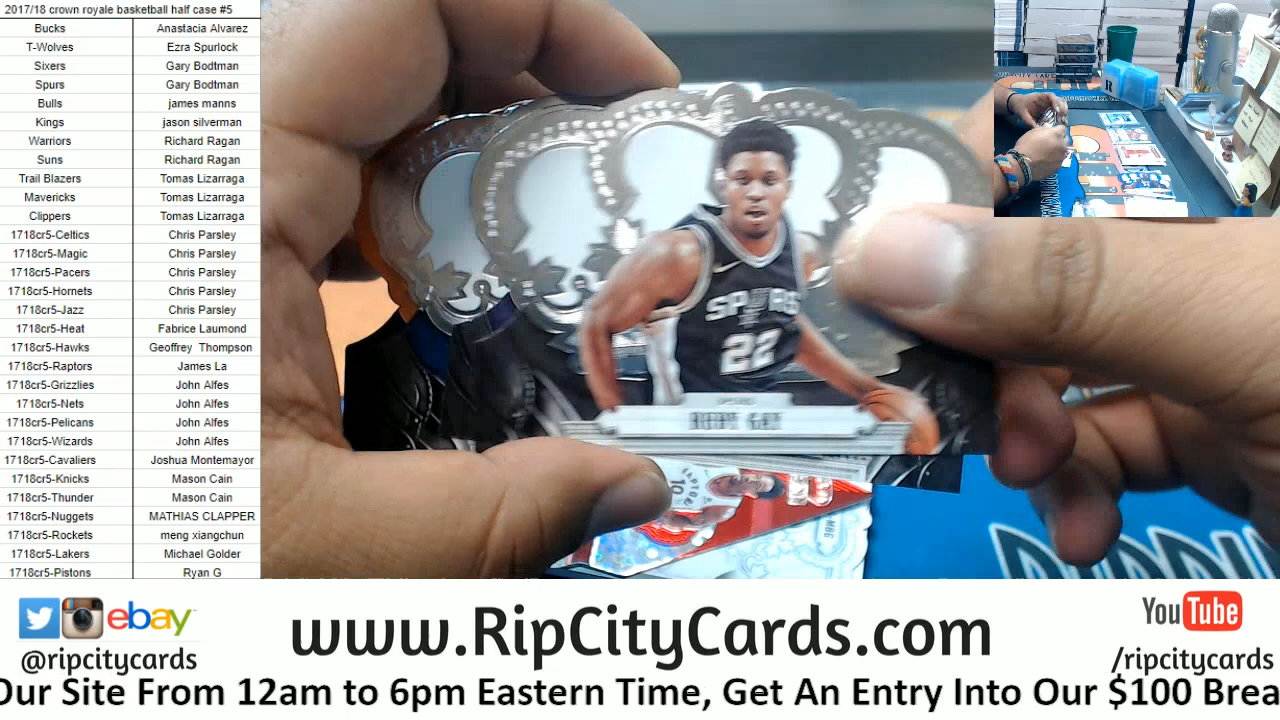 2017/18 crown royale basketball half case #5
Bucks Anastacia Alvarez
T-Wolves Ezra Spurlock
Sixers Gary Bodtman
Spurs Gary Bodtman
Bulls james manns
Kings jason silverman
Warriors Richard Ragan
Suns Richard Ragan
Trail Blazers Tomas Lizarraga
Mavericks Tomas Lizarraga
Clippers Tomas Lizarraga
1718cr5-Celtics Chris Parsley
1718cr5-Magic Chris Parsley
1718cr5-Pacers Chris Parsley
1718cr5-Hornets Chris Parsley
1718cr5-Jazz Chris Parsley
1718cr5-Heat Fabrice Laumond
1718cr5-Hawks Geoffrey Thompson
1718cr5-Raptors James La
1718cr5-Grizzlies John Alfes
1718cr5-Nets John Alfes
1718cr5-Pelicans John Alfes
1718cr5-Wizards John Alfes
1718cr5-Cavaliers Joshua Montemayor
1718cr5-Knicks Mason Cain
1718cr5-Thunder Mason Cain
1718cr5-Nuggets MATHIAS CLAPPER
1718cr5-Rockets meng xiangchun
1718cr5-Lakers Michael Golder
1718cr5-Pistons Ryan G
SPURS
22
RUDY GAY
10
ebay
@ripcitycards
www.RipCityCards.com
YouTube
/ripcitycards
Our Site From 12am to 6pm Eastern Time, Get An Entry Into Our $100 Brea